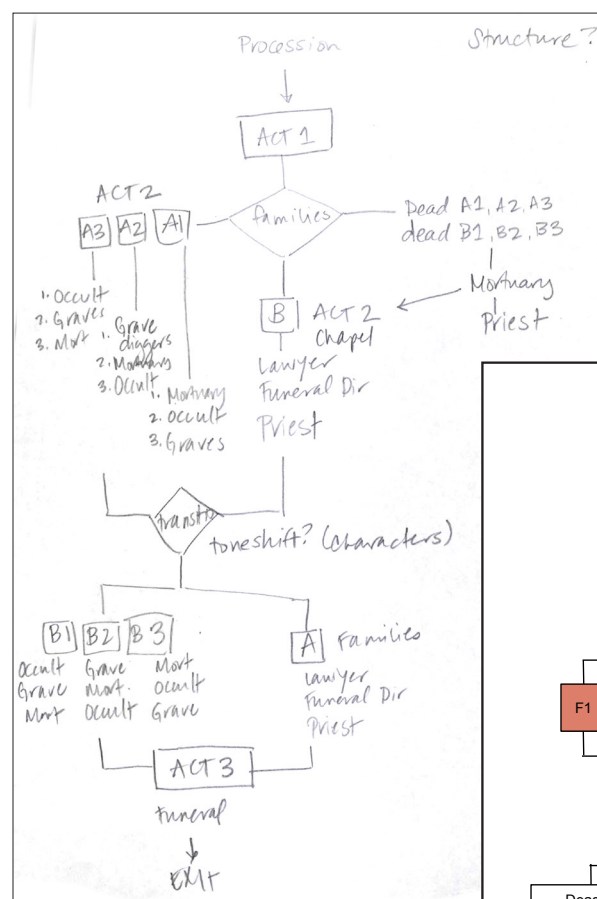 Structure?
Procession
ACT 1
ACT 2
families
A3 A2 A1
Dead A1, A2, A3
dead B1, B2, B3
Mortuary
Priest
1. Occult
2. Graves
3. Mort
1. Grave
diggers
2. Mortuary
3. Occult
1. Mortuary
2. Occult
3. Graves
B
ACT 2
Chapel
Lawyer
Funeral Dir
Priest
toneshift? (characters)
B1 B2 B3
Occult
Grave
Mort
Grave
Mort.
Occult
Mort
Occult
Grave
A Families
Lawyer
Funeral Dir
Priest
ACT 3
Funeral
EXIt
F1